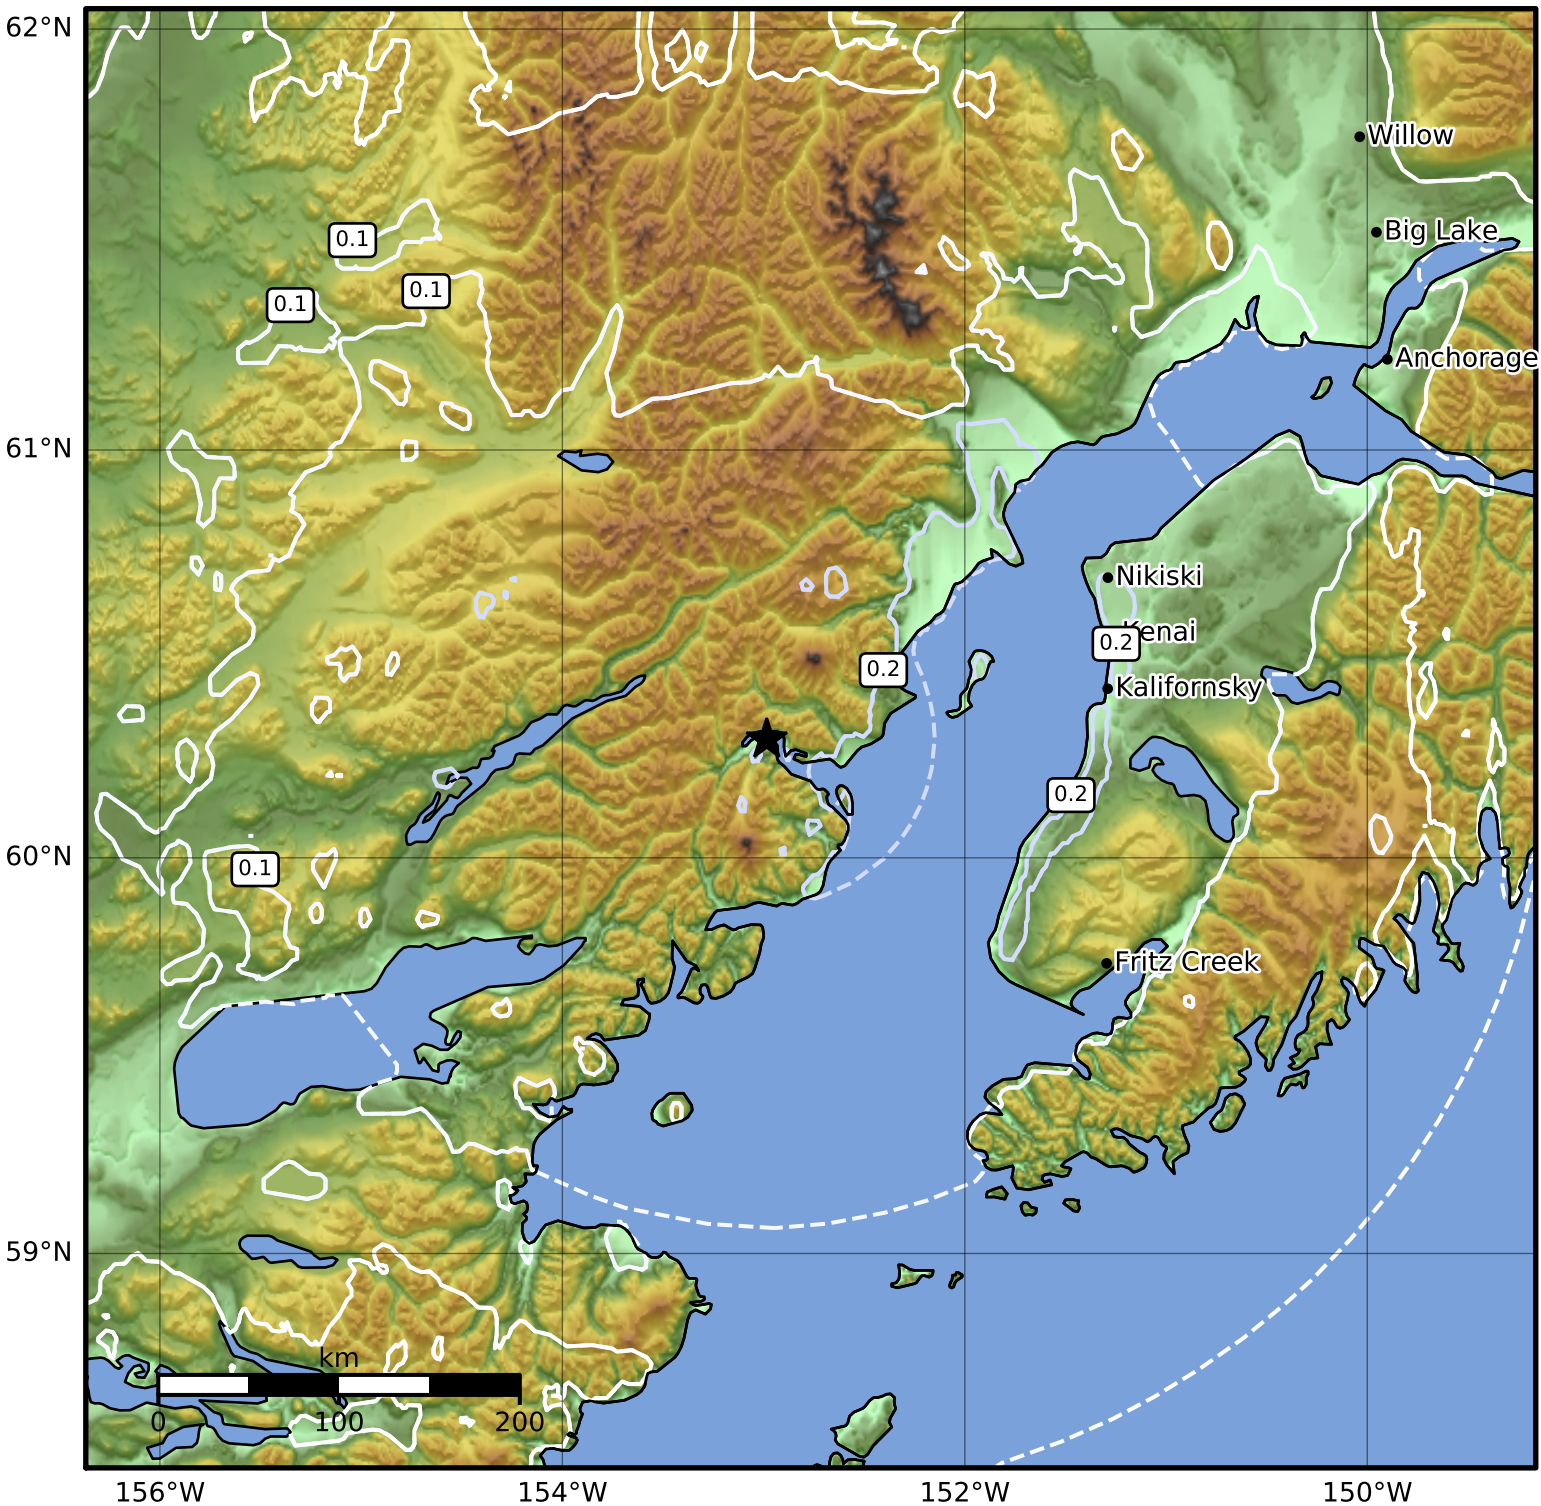 62°N
Willow
Big Lake
0.1
0.1
0.1
Anchorage
61°N
Nikiski
Kenai
0.2
0.2
Kalifornsky
0.2
60°N
0.1
Fritz Creek
59°N
km
0 100 200
156°W 154°W 152°W 150°W